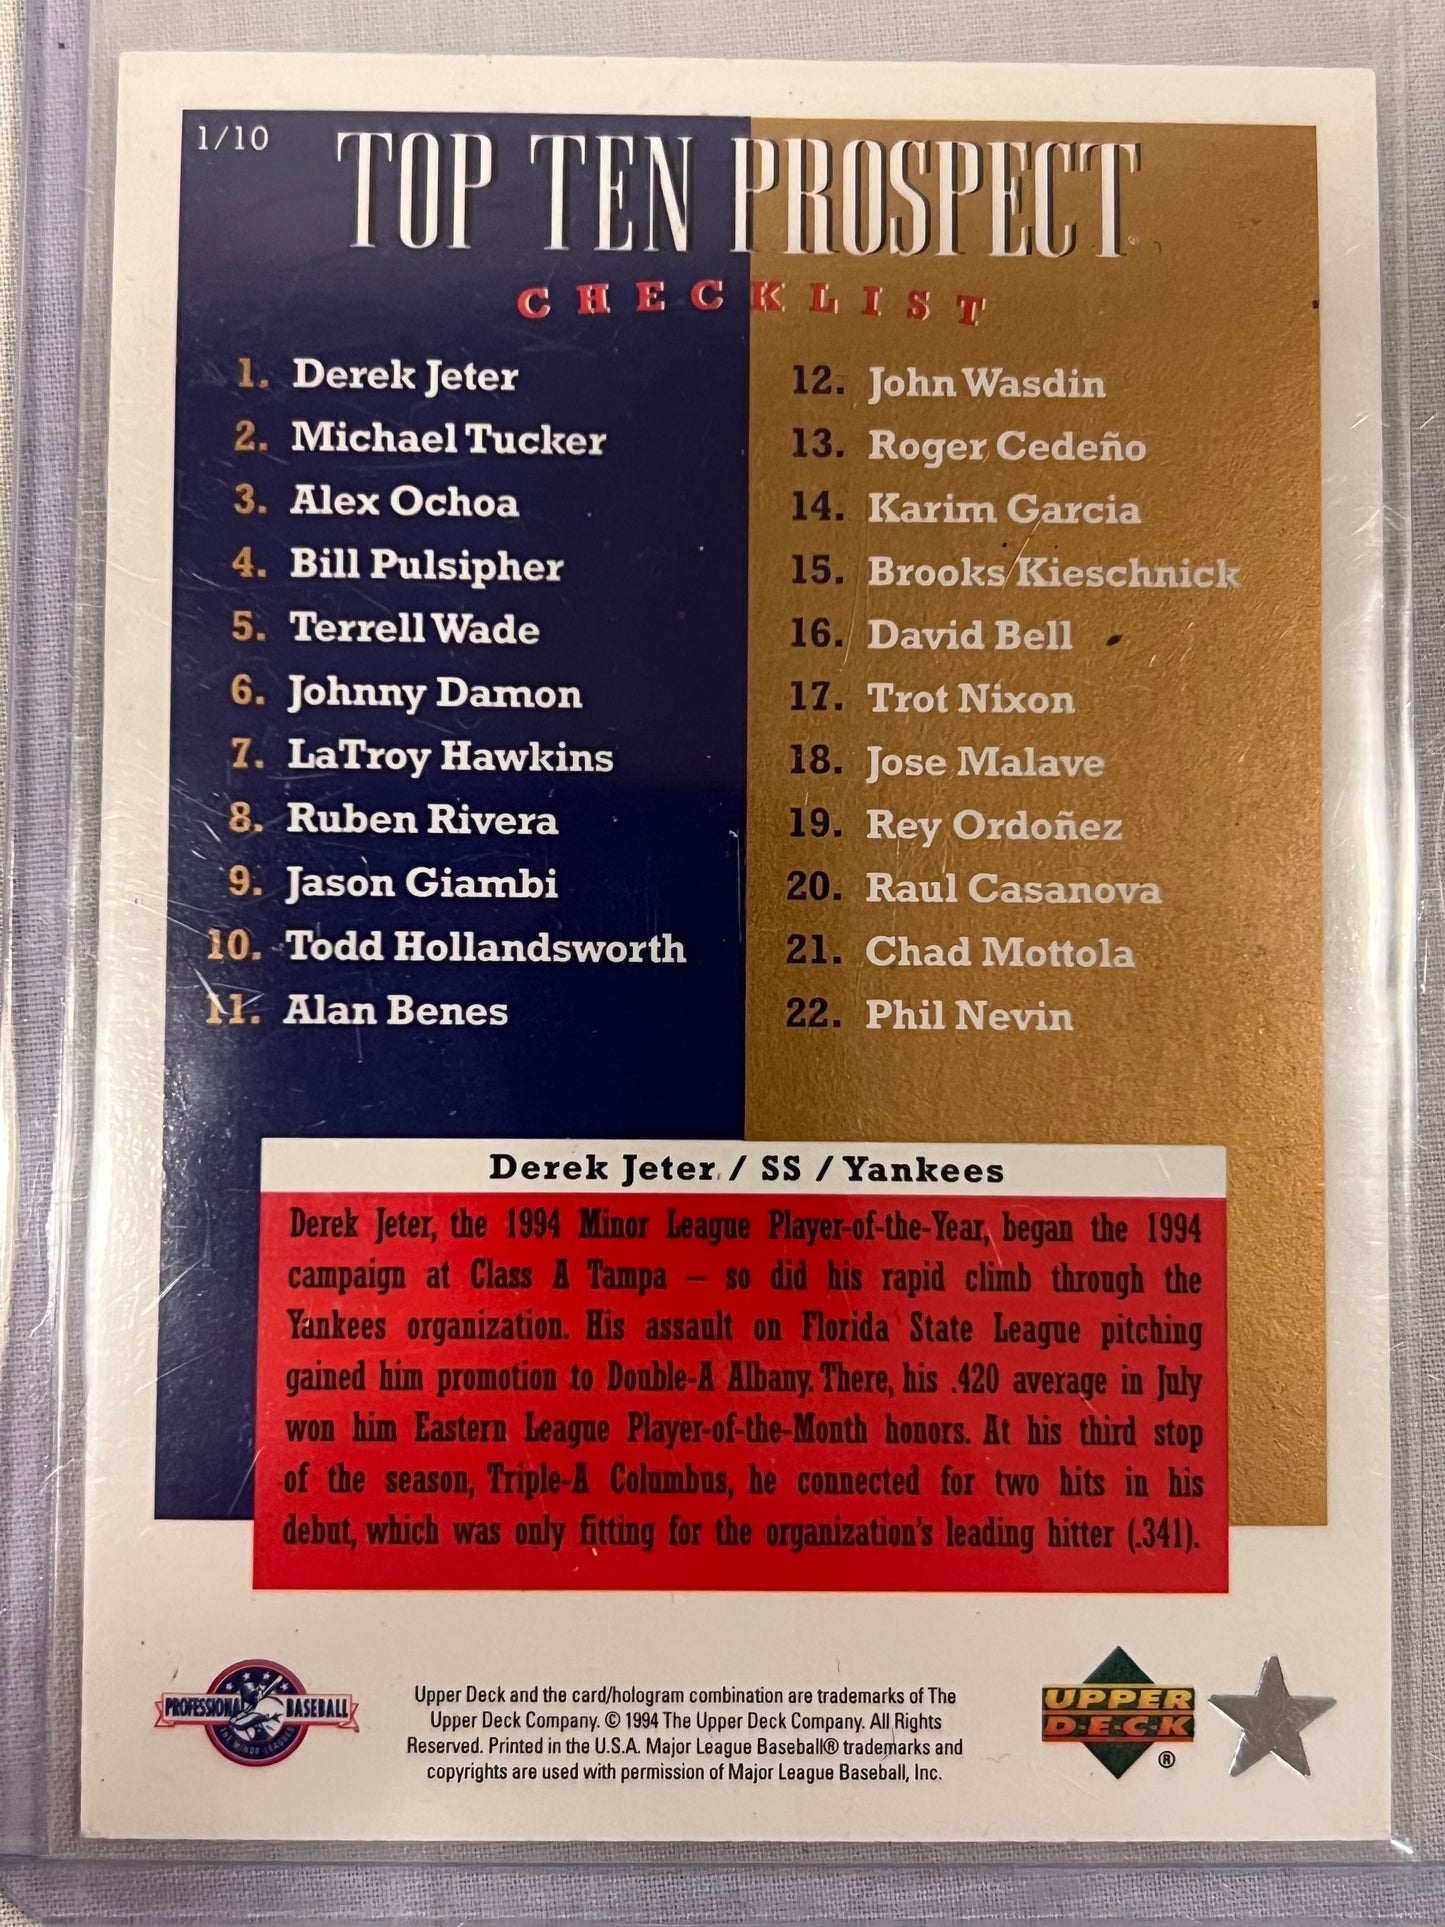 1/10
TOP TEN PROSPECT
CHECKLIST
1. Derek Jeter
2. Michael Tucker
3. Alex Ochoa
4. Bill Pulsipher
5. Terrell Wade
6. Johnny Damon
7. LaTroy Hawkins
8. Ruben Rivera
9. Jason Giambi
10. Todd Hollandsworth
11. Alan Benes
12. John Wasdin
13. Roger Cedeño
14. Karim Garcia
15. Brooks Kieschnick
16. David Bell
17. Trot Nixon
18. Jose Malave
19. Rey Ordoñez
20. Raul Casanova
21. Chad Mottola
22. Phil Nevin
Derek Jeter / SS / Yankees
Derek Jeter, the 1994 Minor League Player-of-the-Year, began the 1994
campaign at Class A Tampa – so did his rapid climb through the
Yankees organization. His assault on Florida State League pitching
gained him promotion to Double-A Albany. There, his .420 average in July
won him Eastern League Player-of-the-Month honors. At his third stop
of the season, Triple-A Columbus, he connected for two hits in his
debut, which was only fitting for the organization's leading hitter (.341).
PROFESSIONAL BASEBALL
THE MINOR LEAGUES
Upper Deck and the card/hologram combination are trademarks of The
Upper Deck Company. © 1994 The Upper Deck Company. All Rights
Reserved. Printed in the U.S.A. Major League Baseball® trademarks and
copyrights are used with permission of Major League Baseball, Inc.
UPPER
D·E·C·K
®